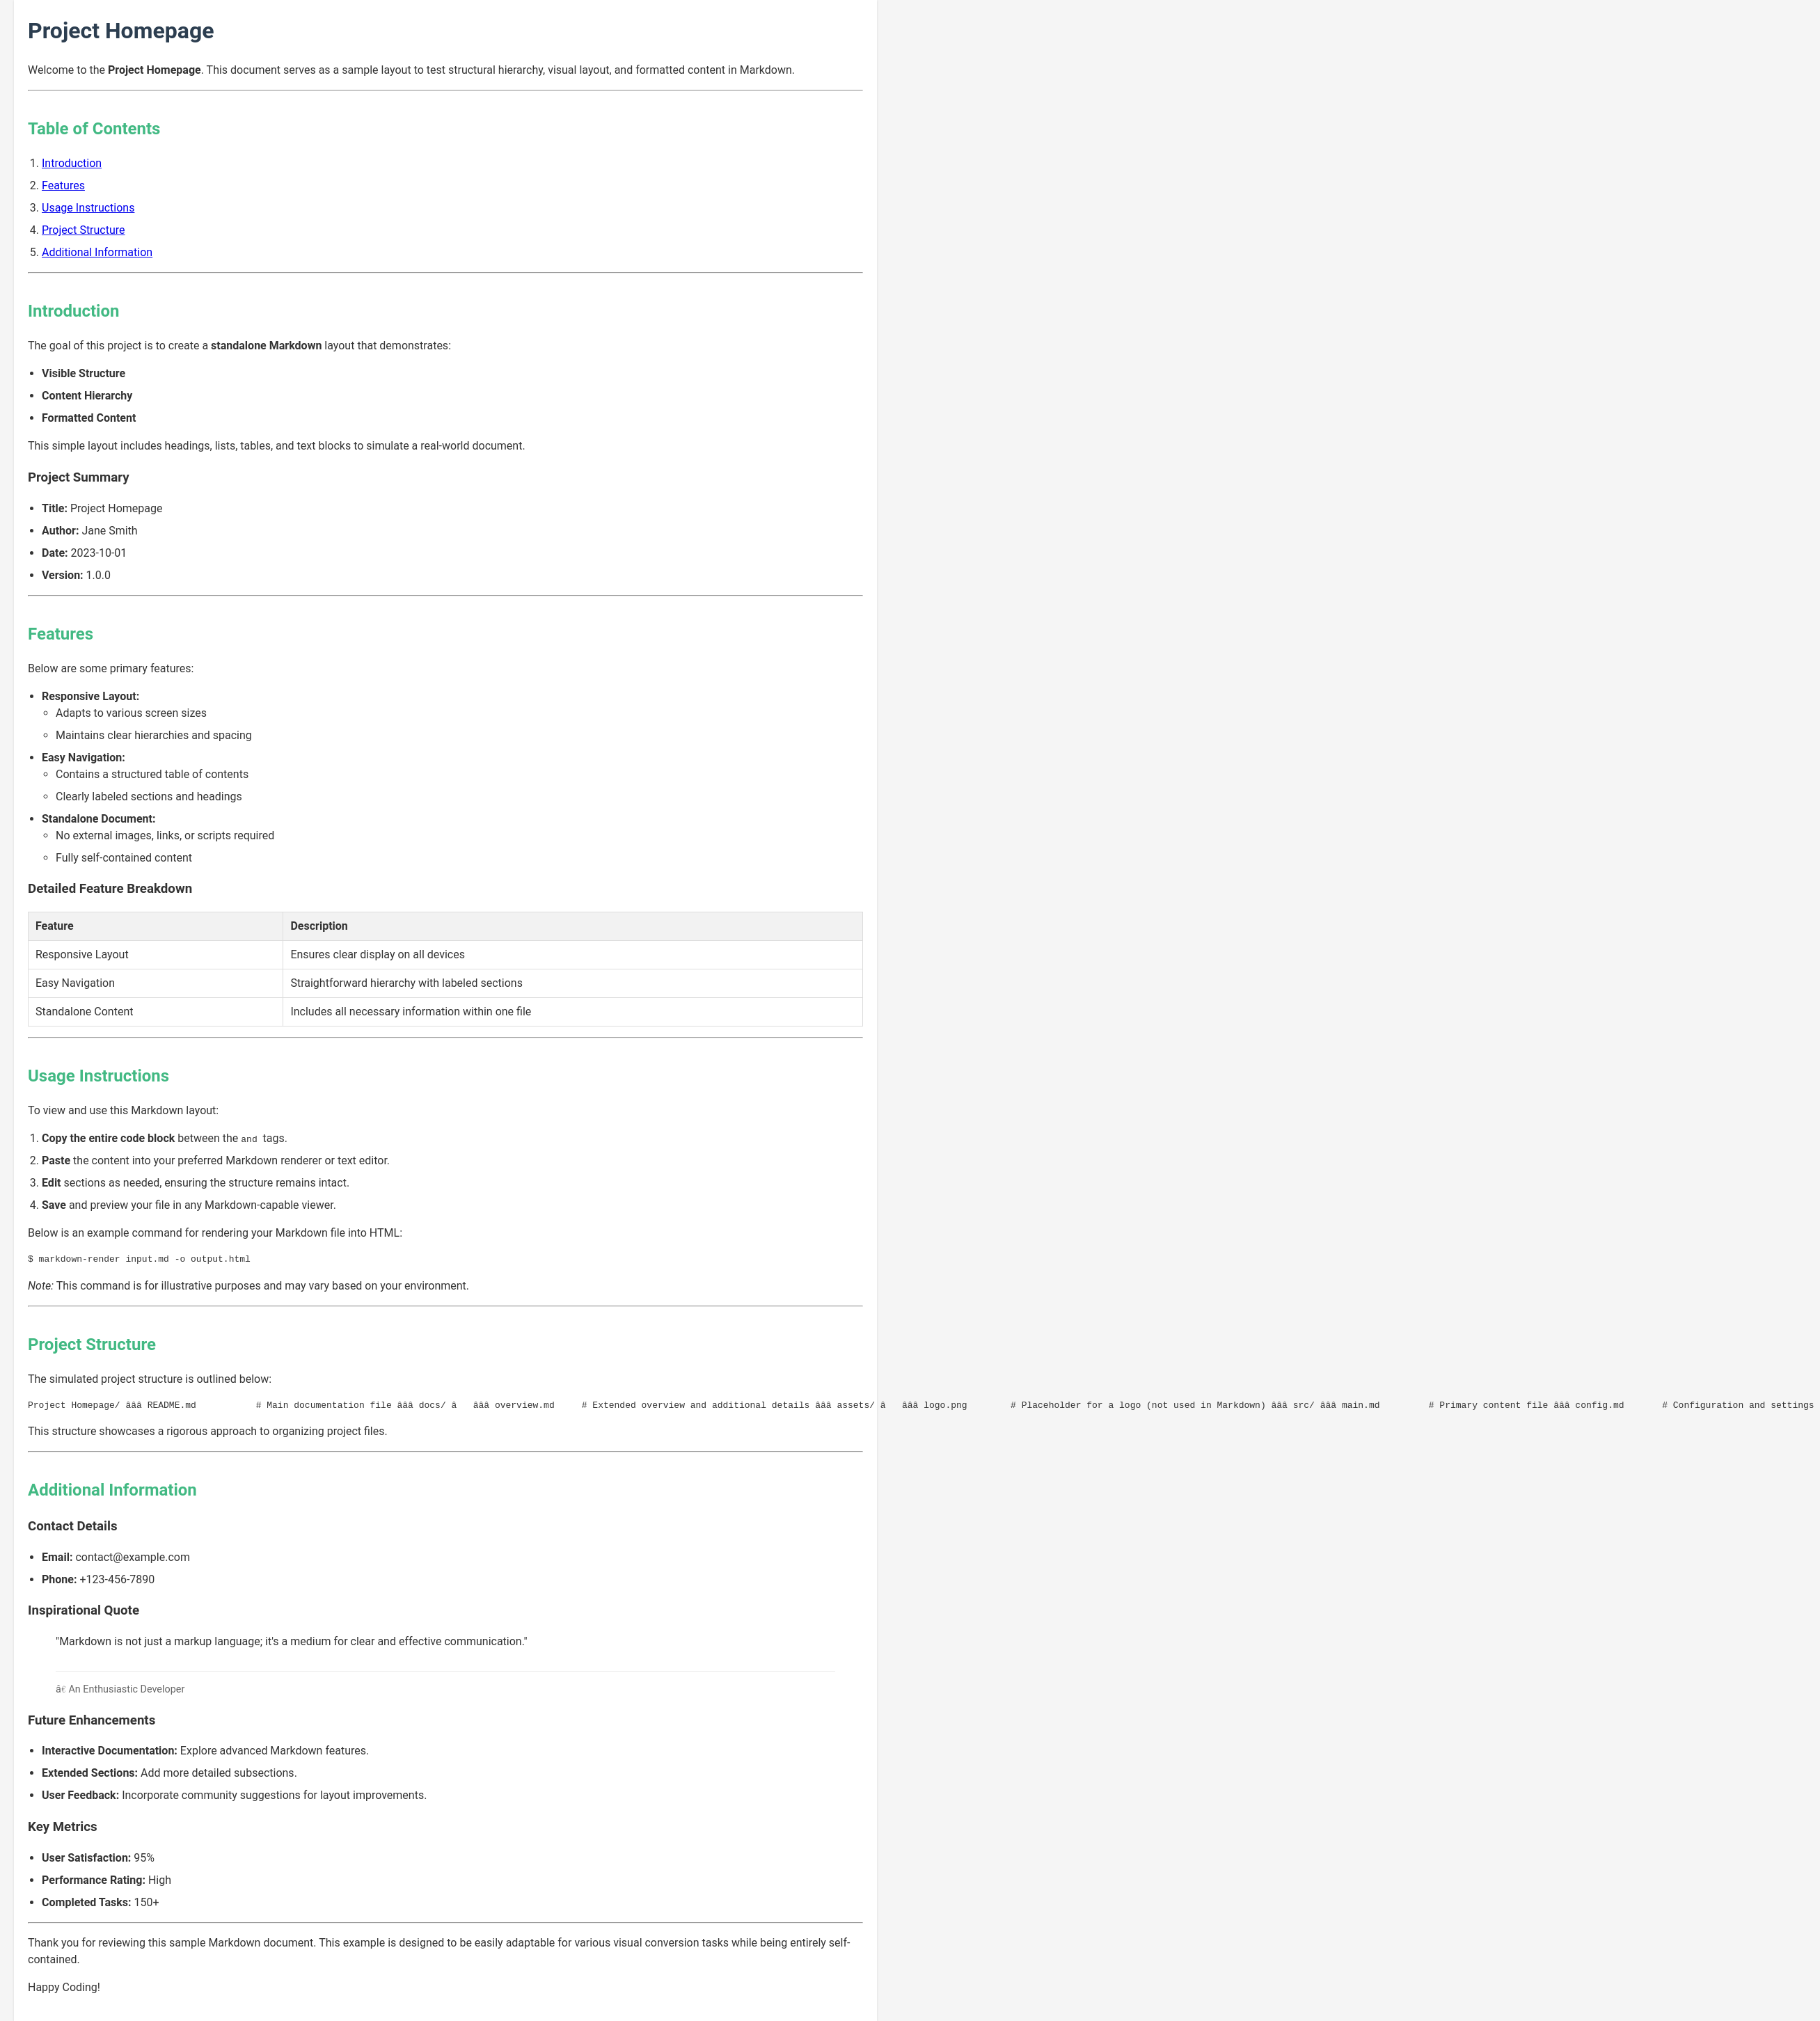 Project Homepage
Welcome to the Project Homepage. This document serves as a sample layout to test structural hierarchy, visual layout, and formatted content in Markdown.
Table of Contents
1. Introduction
2. Features
3. Usage Instructions
4. Project Structure
5. Additional Information
Introduction
The goal of this project is to create a standalone Markdown layout that demonstrates:
• Visible Structure
• Content Hierarchy
• Formatted Content
This simple layout includes headings, lists, tables, and text blocks to simulate a real-world document.
Project Summary
• Title: Project Homepage
• Author: Jane Smith
• Date: 2023-10-01
• Version: 1.0.0
Features
Below are some primary features:
• Responsive Layout:
◦ Adapts to various screen sizes
◦ Maintains clear hierarchies and spacing
• Easy Navigation:
◦ Contains a structured table of contents
◦ Clearly labeled sections and headings
• Standalone Document:
◦ No external images, links, or scripts required
◦ Fully self-contained content
Detailed Feature Breakdown
Feature Description
Responsive Layout Ensures clear display on all devices
Easy Navigation Straightforward hierarchy with labeled sections
Standalone Content Includes all necessary information within one file
Usage Instructions
To view and use this Markdown layout:
1. Copy the entire code block between the and tags.
2. Paste the content into your preferred Markdown renderer or text editor.
3. Edit sections as needed, ensuring the structure remains intact.
4. Save and preview your file in any Markdown-capable viewer.
Below is an example command for rendering your Markdown file into HTML:
$ markdown-render input.md -o output.html
Note: This command is for illustrative purposes and may vary based on your environment.
Project Structure
The simulated project structure is outlined below:
Project Homepage/ âââ README.md # Main documentation file âââ docs/ â âââ overview.md # Extended overview and additional details âââ assets/ â âââ logo.png # Placeholder for a logo (not used in Markdown) âââ src/ âââ main.md # Primary content file âââ config.md # Configuration and settings
This structure showcases a rigorous approach to organizing project files.
Additional Information
Contact Details
• Email: contact@example.com
• Phone: +123-456-7890
Inspirational Quote
"Markdown is not just a markup language; it's a medium for clear and effective communication."
â€ An Enthusiastic Developer
Future Enhancements
• Interactive Documentation: Explore advanced Markdown features.
• Extended Sections: Add more detailed subsections.
• User Feedback: Incorporate community suggestions for layout improvements.
Key Metrics
• User Satisfaction: 95%
• Performance Rating: High
• Completed Tasks: 150+
Thank you for reviewing this sample Markdown document. This example is designed to be easily adaptable for various visual conversion tasks while being entirely self-
contained.
Happy Coding!